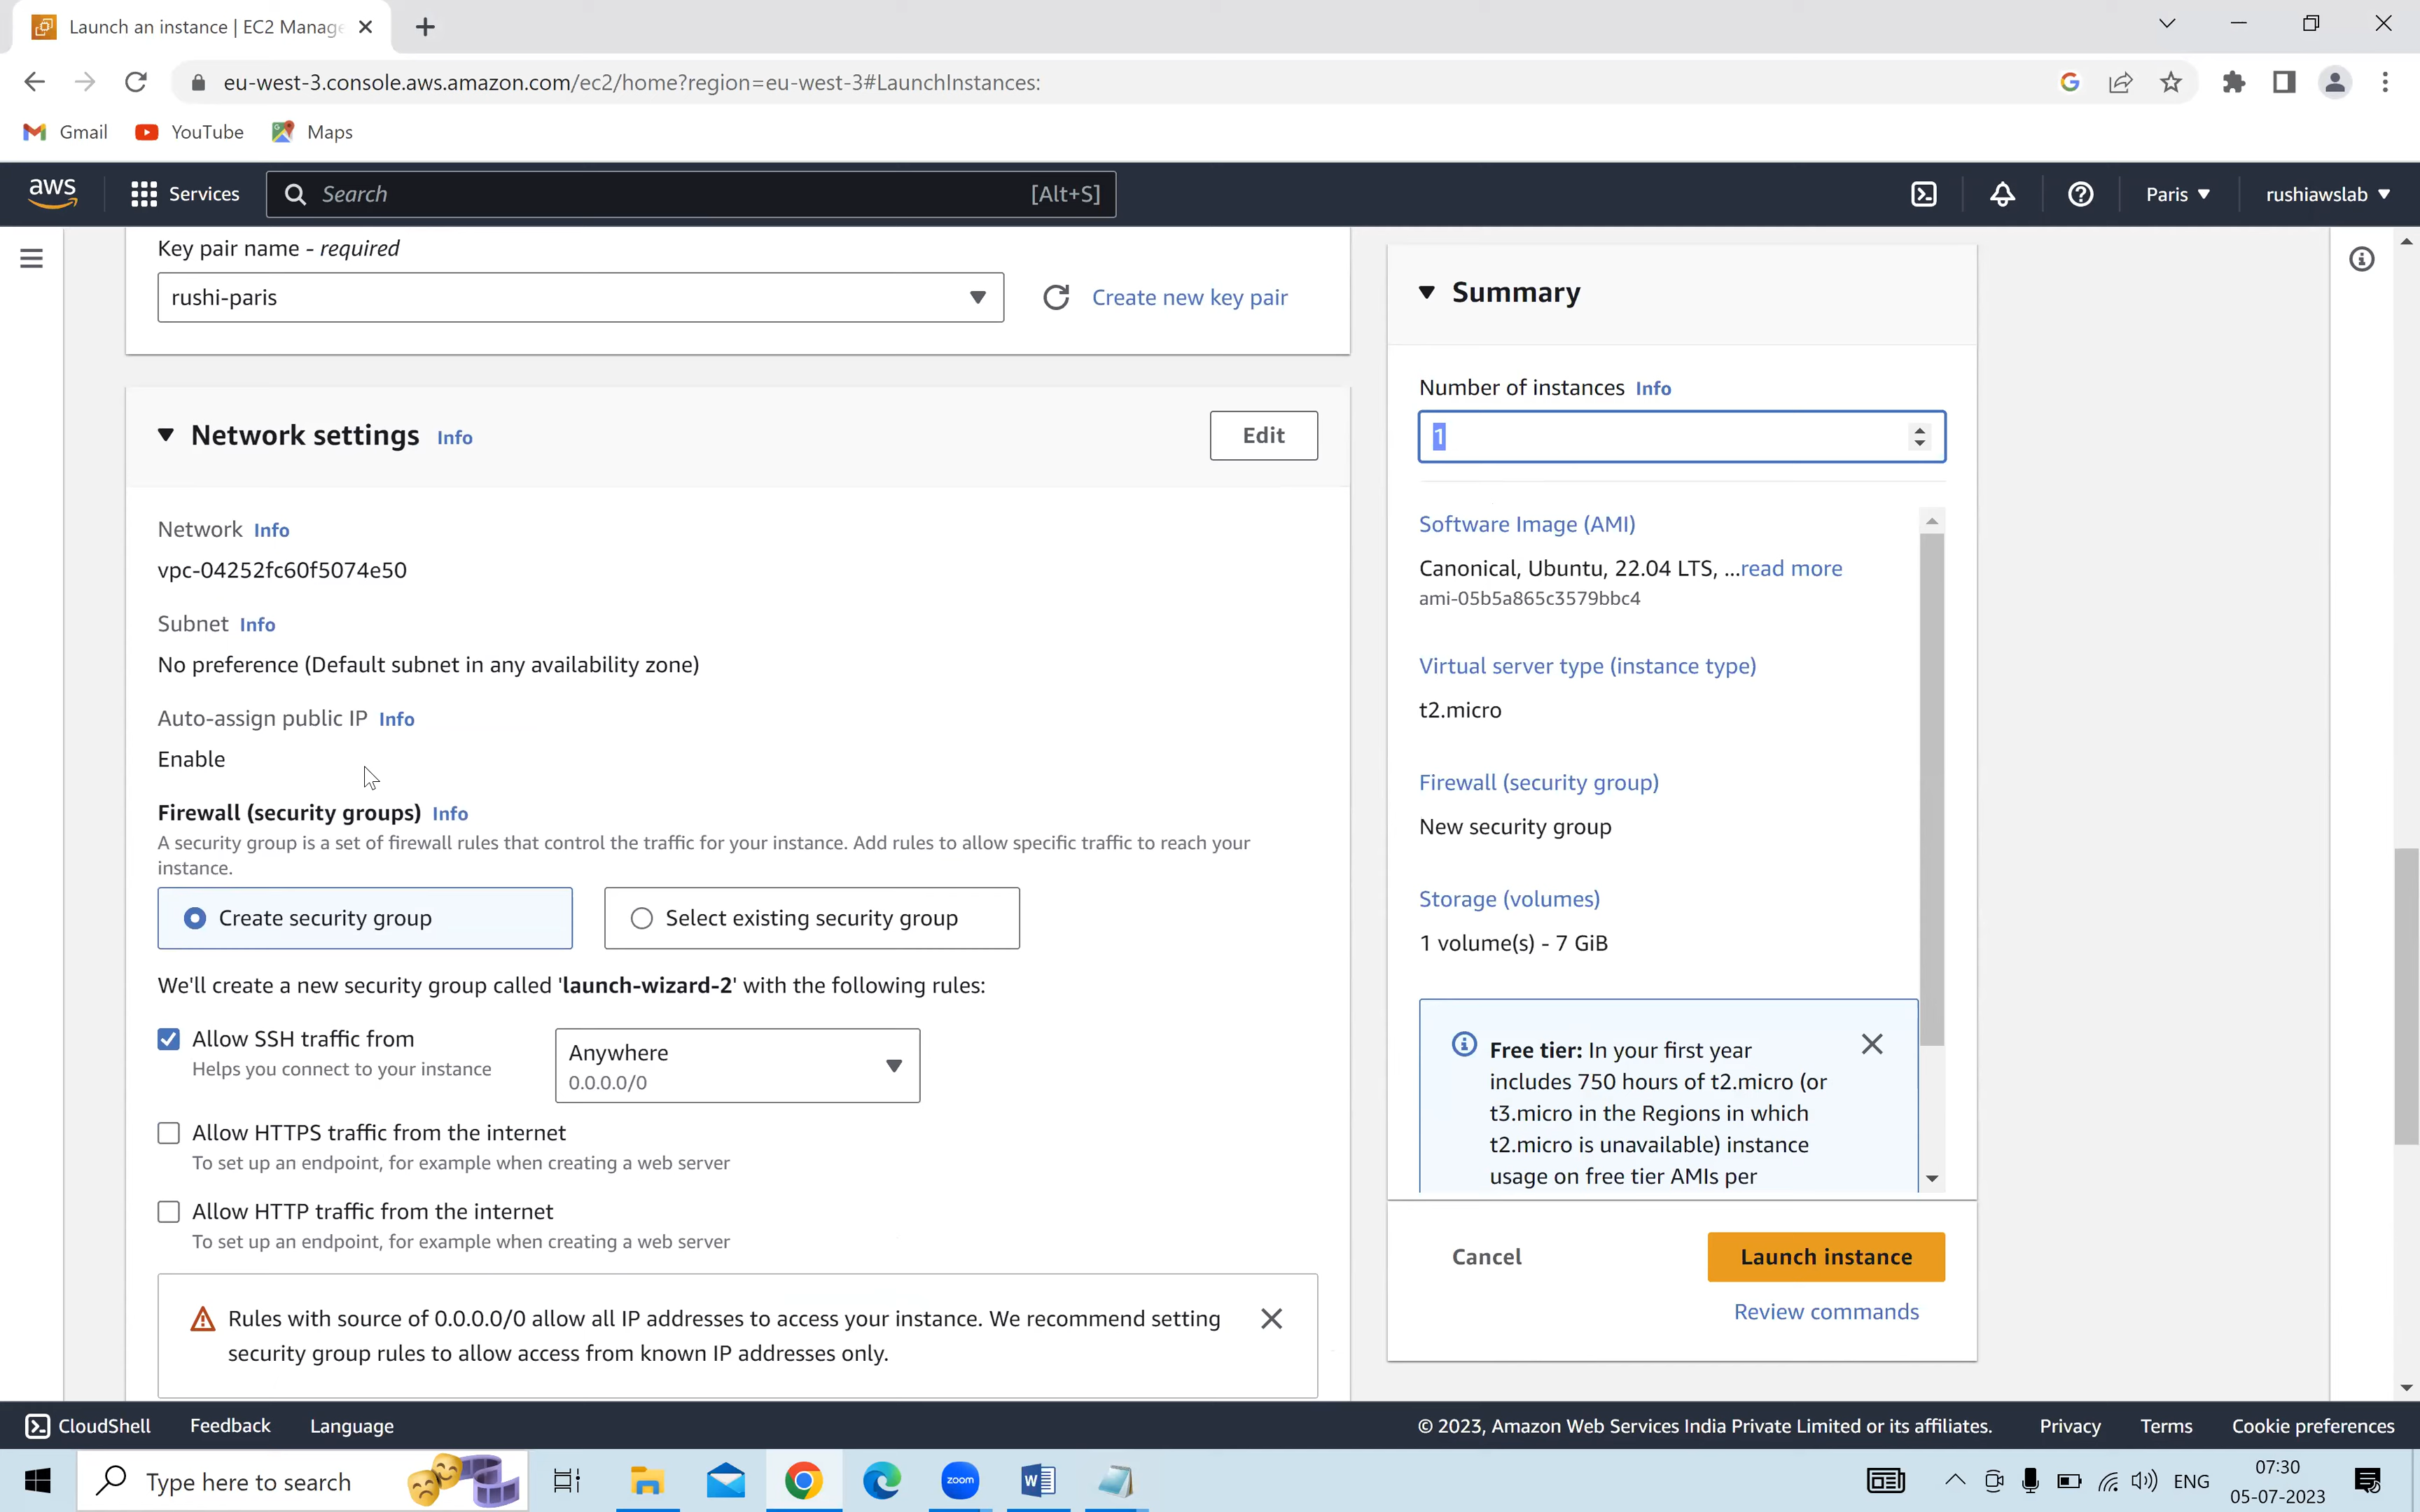 Launch an instance | EC2 Manage
eu-west-3.console.aws.amazon.com/ec2/home?region=eu-west-3#LaunchInstances:
Gmail
YouTube
Maps
aws
Services
Search
[Alt+S]
Paris
rushiawslab
Key pair name - required
rushi-paris
Create new key pair
Network settings Info
Edit
Network Info
vpc-04252fc60f5074e50
Subnet Info
No preference (Default subnet in any availability zone)
Auto-assign public IP Info
Enable
Firewall (security groups) Info
A security group is a set of firewall rules that control the traffic for your instance. Add rules to allow specific traffic to reach your
instance.
Create security group
Select existing security group
We'll create a new security group called 'launch-wizard-2' with the following rules:
Allow SSH traffic from
Helps you connect to your instance
Anywhere
0.0.0.0/0
Allow HTTPS traffic from the internet
To set up an endpoint, for example when creating a web server
Allow HTTP traffic from the internet
To set up an endpoint, for example when creating a web server
Rules with source of 0.0.0.0/0 allow all IP addresses to access your instance. We recommend setting
security group rules to allow access from known IP addresses only.
Summary
Number of instances Info
1
Software Image (AMI)
Canonical, Ubuntu, 22.04 LTS, ...read more
ami-05b5a865c3579bbc4
Virtual server type (instance type)
t2.micro
Firewall (security group)
New security group
Storage (volumes)
1 volume(s) - 7 GiB
Free tier: In your first year
includes 750 hours of t2.micro (or
t3.micro in the Regions in which
t2.micro is unavailable) instance
usage on free tier AMIs per
Cancel
Launch instance
Review commands
CloudShell
Feedback
Language
© 2023, Amazon Web Services India Private Limited or its affiliates.
Privacy
Terms
Cookie preferences
Type here to search
zoom
W
ENG
07:30
05-07-2023